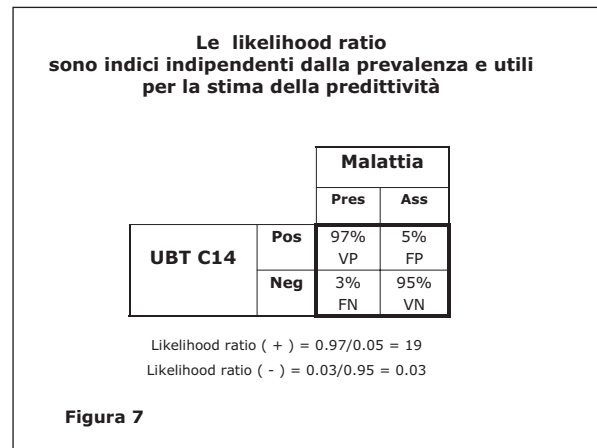 Le likelihood ratio
sono indici indipendenti dalla prevalenza e utili
per la stima della predittività
Malattia
Pres Ass
UBT C14 Pos 97% 5%
VP FP
Neg 3% 95%
FN VN
Likelihood ratio ( + ) = 0.97/0.05 = 19
Likelihood ratio ( - ) = 0.03/0.95 = 0.03
Figura 7